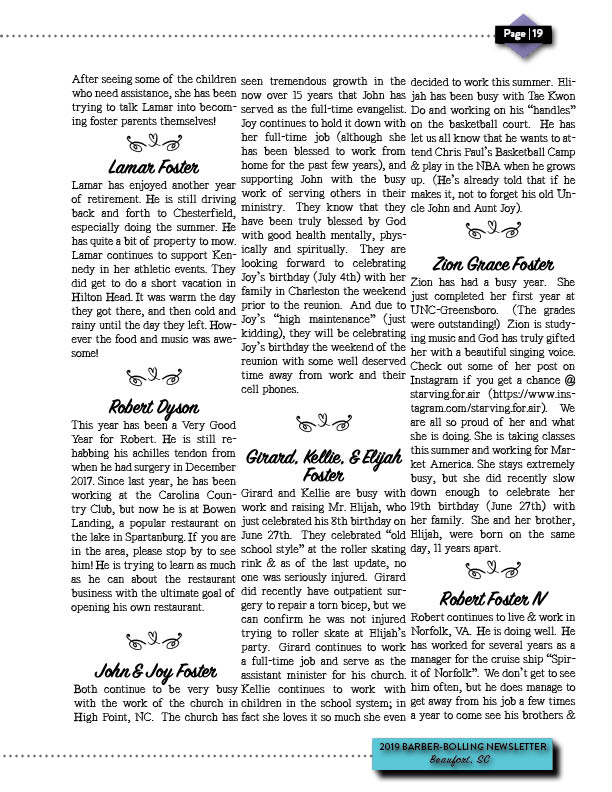 Page | 19
After seeing some of the children
who need assistance, she has been
trying to talk Lamar into becom-
ing foster parents themselves!
Lamar Foster
Lamar has enjoyed another year
of retirement. He is still driving
back and forth to Chesterfield,
especially doing the summer. He
has quite a bit of property to mow.
Lamar continues to support Ken-
nedy in her athletic events. They
did get to do a short vacation in
Hilton Head. It was warm the day
they got there, and then cold and
rainy until the day they left. How-
ever the food and music was awe-
some!
Robert Dyson
This year has been a Very Good
Year for Robert. He is still re-
habbing his achilles tendon from
when he had surgery in December
2017. Since last year, he has been
working at the Carolina Coun-
try Club, but now he is at Bowen
Landing, a popular restaurant on
the lake in Spartanburg. If you are
in the area, please stop by to see
him! He is trying to learn as much
as he can about the restaurant
business with the ultimate goal of
opening his own restaurant.
John & Joy Foster
Both continue to be very busy
with the work of the church in
High Point, NC. The church has
seen tremendous growth in the
now over 15 years that John has
served as the full-time evangelist.
Joy continues to hold it down with
her full-time job (although she
has been blessed to work from
home for the past few years), and
supporting John with the busy
work of serving others in their
ministry. They know that they
have been truly blessed by God
with good health mentally, phys-
ically and spiritually. They are
looking forward to celebrating
Joy's birthday (July 4th) with her
family in Charleston the weekend
prior to the reunion. And due to
Joy's "high maintenance" (just
kidding), they will be celebrating
Joy's birthday the weekend of the
reunion with some well deserved
time away from work and their
cell phones.
Girard, Kellie, & Elijah
Foster
Girard and Kellie are busy with
work and raising Mr. Elijah, who
just celebrated his 8th birthday on
June 27th. They celebrated "old
school style" at the roller skating
rink & as of the last update, no
one was seriously injured. Girard
did recently have outpatient sur-
gery to repair a torn bicep, but we
can confirm he was not injured
trying to roller skate at Elijah's
party. Girard continues to work
a full-time job and serve as the
assistant minister for his church.
Kellie continues to work with
children in the school system; in
fact she loves it so much she even
decided to work this summer. Eli-
jah has been busy with Tae Kwon
Do and working on his "handles"
on the basketball court. He has
let us all know that he wants to at-
tend Chris Paul's Basketball Camp
& play in the NBA when he grows
up. (He's already told that if he
makes it, not to forget his old Un-
cle John and Aunt Joy).
Zion Grace Foster
Zion has had a busy year. She
just completed her first year at
UNC-Greensboro. (The grades
were outstanding!) Zion is study-
ing music and God has truly gifted
her with a beautiful singing voice.
Check out some of her post on
Instagram if you get a chance @
starving.for.air (https://www.ins-
tagram.com/starving.for.air). We
are all so proud of her and what
she is doing. She is taking classes
this summer and working for Mar-
ket America. She stays extremely
busy, but she did recently slow
down enough to celebrate her
19th birthday (June 27th) with
her family. She and her brother,
Elijah, were born on the same
day, 11 years apart.
Robert Foster IV
Robert continues to live & work in
Norfolk, VA. He is doing well. He
has worked for several years as a
manager for the cruise ship "Spir-
it of Norfolk". We don't get to see
him often, but he does manage to
get away from his job a few times
a year to come see his brothers &
2019 BARBER-BOLLING NEWSLETTER
Beaufort, SC